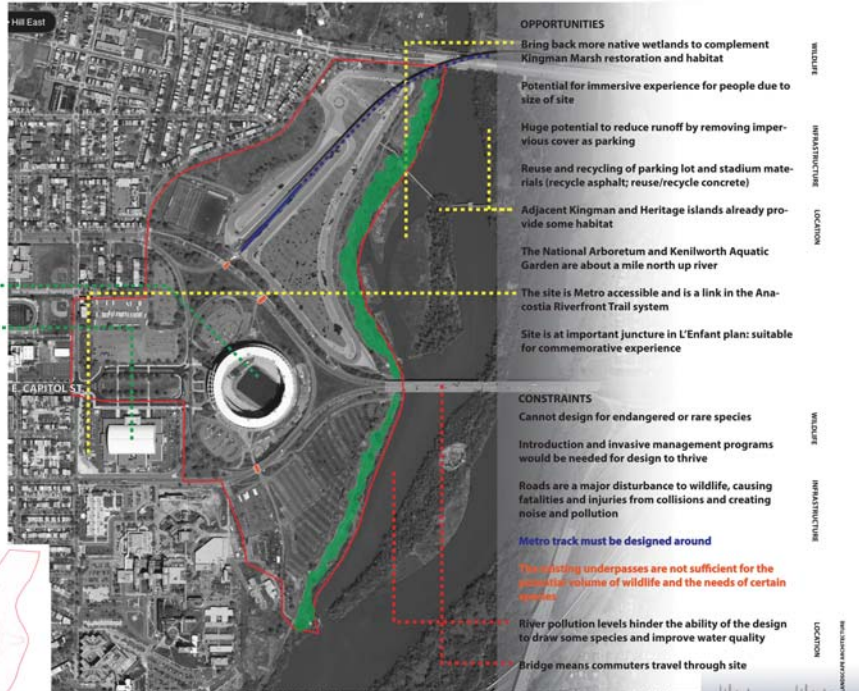 Hill East
E. CAPITOL ST.
OPPORTUNITIES
Bring back more native wetlands to complement
Kingman Marsh restoration and habitat
Potential for immersive experience for people due to
size of site
Huge potential to reduce runoff by removing imper-
vious cover as parking
Reuse and recycling of parking lot and stadium mate-
rials (recycle asphalt; reuse/recycle concrete)
Adjacent Kingman and Heritage islands already pro-
vide some habitat
The National Arboretum and Kenilworth Aquatic
Garden are about a mile north up river
The site is Metro accessible and is a link in the Ana-
costia Riverfront Trail system
Site is at important juncture in L'Enfant plan: suitable
for commemorative experience
WILDLIFE
INFRASTRUCTURE
LOCATION
CONSTRAINTS
Cannot design for endangered or rare species
Introduction and invasive management programs
would be needed for design to thrive
Roads are a major disturbance to wildlife, causing
fatalities and injuries from collisions and creating
noise and pollution
Metro track must be designed around
The existing underpasses are not sufficient for the
potential volume of wildlife and the needs of certain
species
River pollution levels hinder the ability of the design
to draw some species and improve water quality
Bridge means commuters travel through site
WILDLIFE
INFRASTRUCTURE
LOCATION
LANDSCAPE ARCHITECTURE